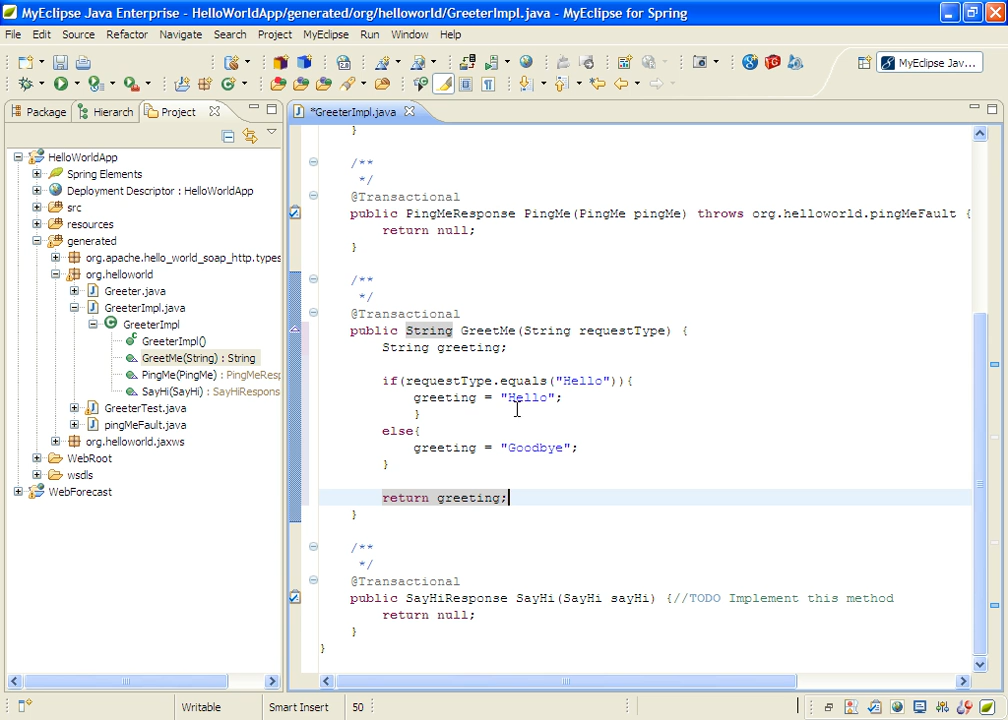 MyEclipse Java Enterprise - HelloWorldApp/generated/org/helloworld/GreeterImpl.java - MyEclipse for Spring
File Edit Source Refactor Navigate Search Project MyEclipse Run Window Help
MyEclipse Jav...
Package Hierarch Project
*GreeterImpl.java
HelloWorldApp
Spring Elements
Deployment Descriptor : HelloWorldApp
src
resources
generated
org.apache.hello_world_soap_http.types
org.helloworld
Greeter.java
GreeterImpl.java
GreeterImpl
GreeterImpl()
GreetMe(String) : String
PingMe(PingMe) : PingMeResp
SayHi(SayHi) : SayHiRespons
GreeterTest.java
pingMeFault.java
org.helloworld.jaxws
WebRoot
wsdls
WebForecast
}
/**
*/
@Transactional
public PingMeResponse PingMe(PingMe pingMe) throws org.helloworld.pingMeFault {
return null;
}
/**
*/
@Transactional
public String GreetMe(String requestType) {
String greeting;
if(requestType.equals("Hello")){
greeting = "Hello";
}
else{
greeting = "Goodbye";
}
return greeting;
}
/**
*/
@Transactional
public SayHiResponse SayHi(SayHi sayHi) {//TODO Implement this method
return null;
}
}
Writable Smart Insert 50